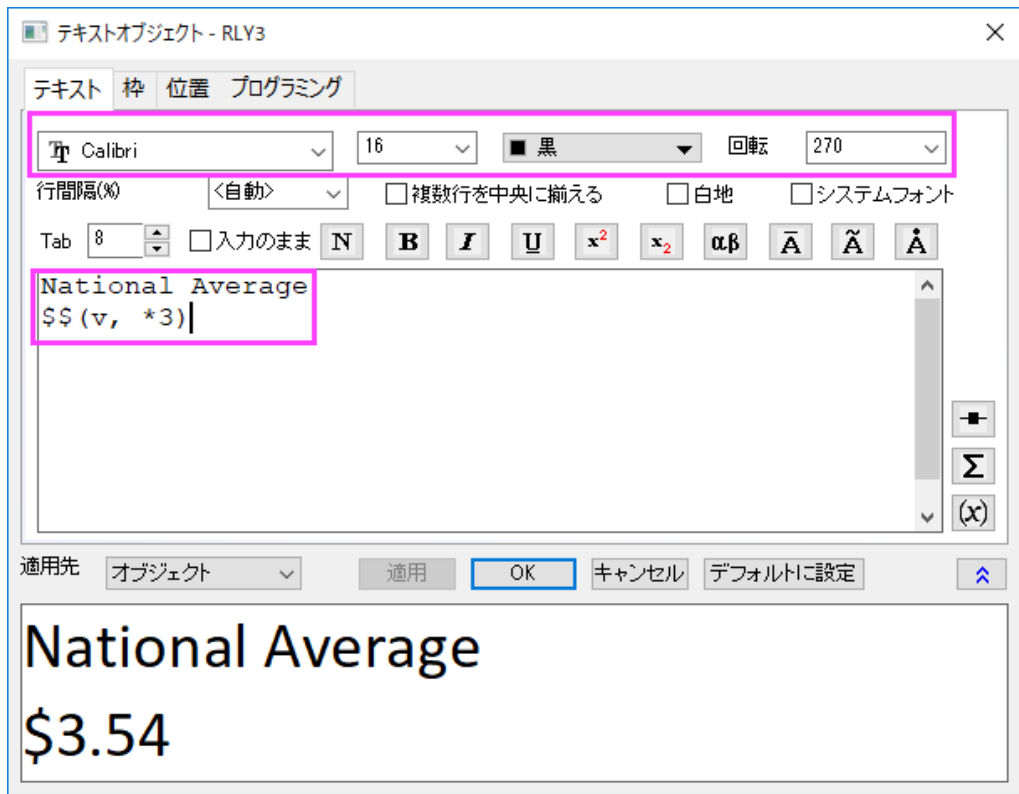 テキストオブジェクト - RLY3
テキスト 枠 位置 プログラミング
Calibri 16 黒 回転 270
行間隔(%) <自動> 複数行を中央に揃える 白地 システムフォント
Tab 8 入力のまま N B I U x² x₂ αβ Ā Ã Ȧ
National Average
$$(v, *3)
Σ
(x)
適用先 オブジェクト 適用 OK キャンセル デフォルトに設定
National Average
$3.54